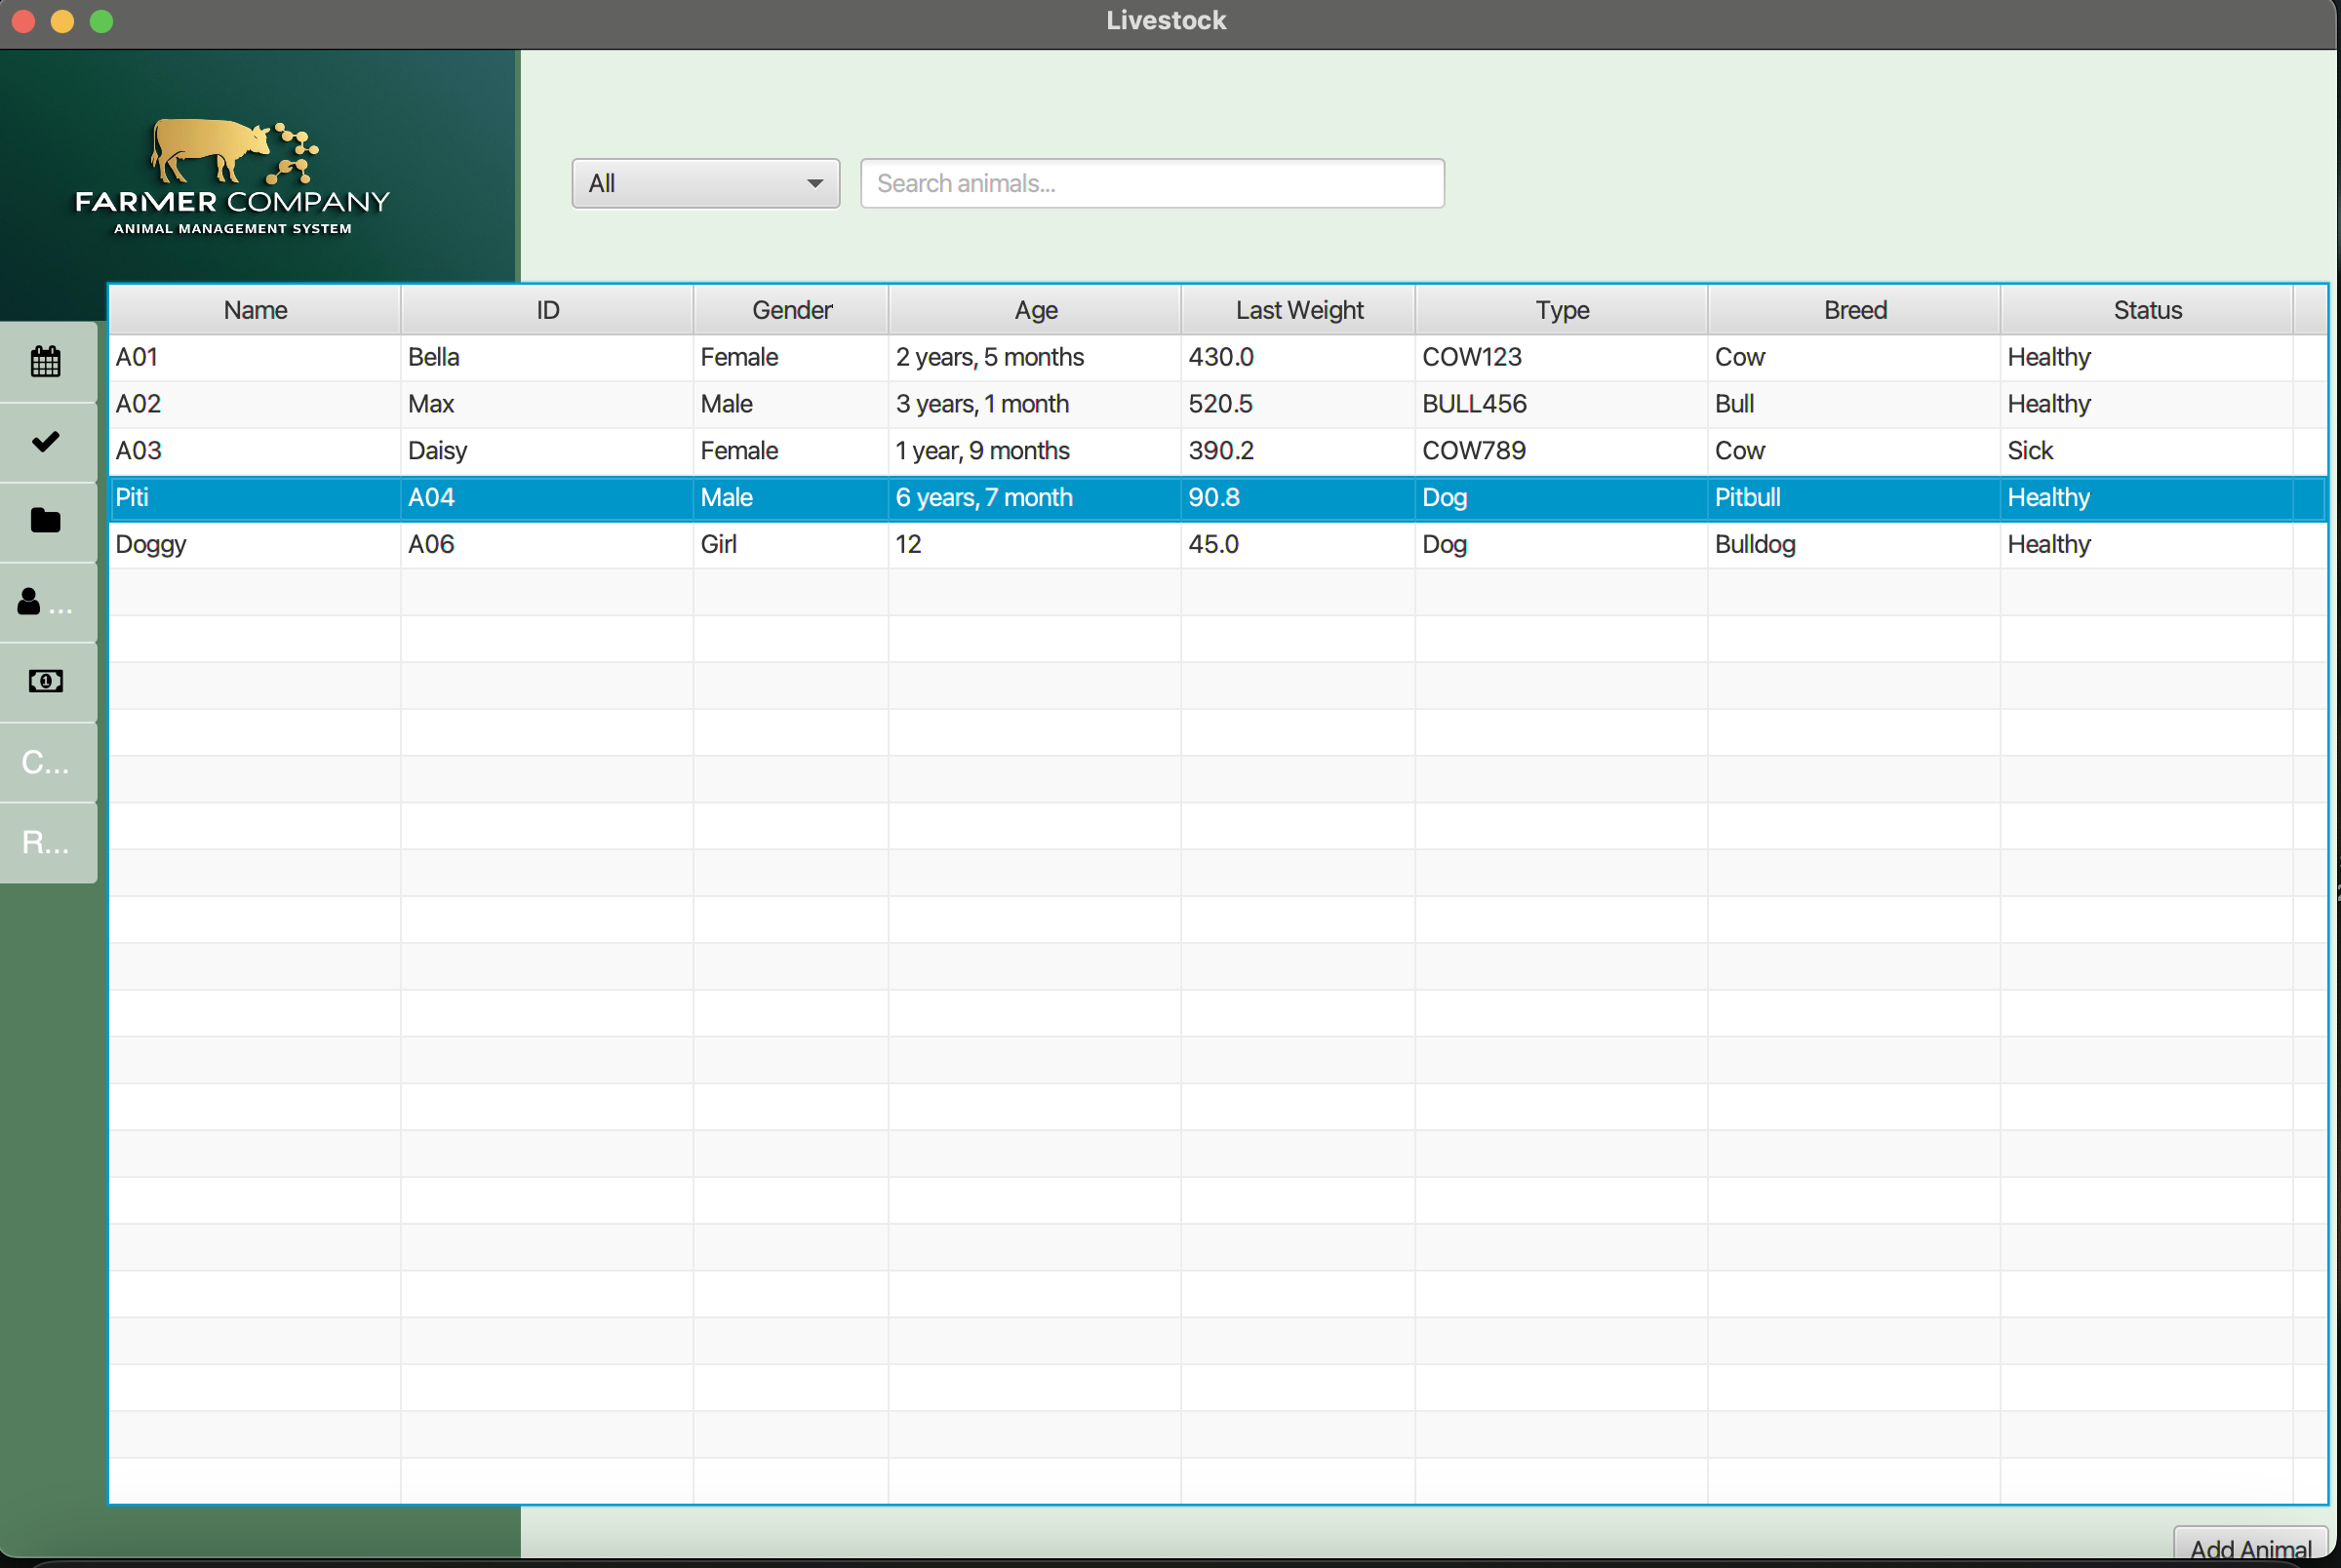 Livestock
FARMER COMPANY
ANIMAL MANAGEMENT SYSTEM
All
Search animals...
Name ID Gender Age Last Weight Type Breed Status
A01 Bella Female 2 years, 5 months 430.0 COW123 Cow Healthy
A02 Max Male 3 years, 1 month 520.5 BULL456 Bull Healthy
A03 Daisy Female 1 year, 9 months 390.2 COW789 Cow Sick
Piti A04 Male 6 years, 7 month 90.8 Dog Pitbull Healthy
Doggy A06 Girl 12 45.0 Dog Bulldog Healthy
...
1
C...
R...
Add Animal